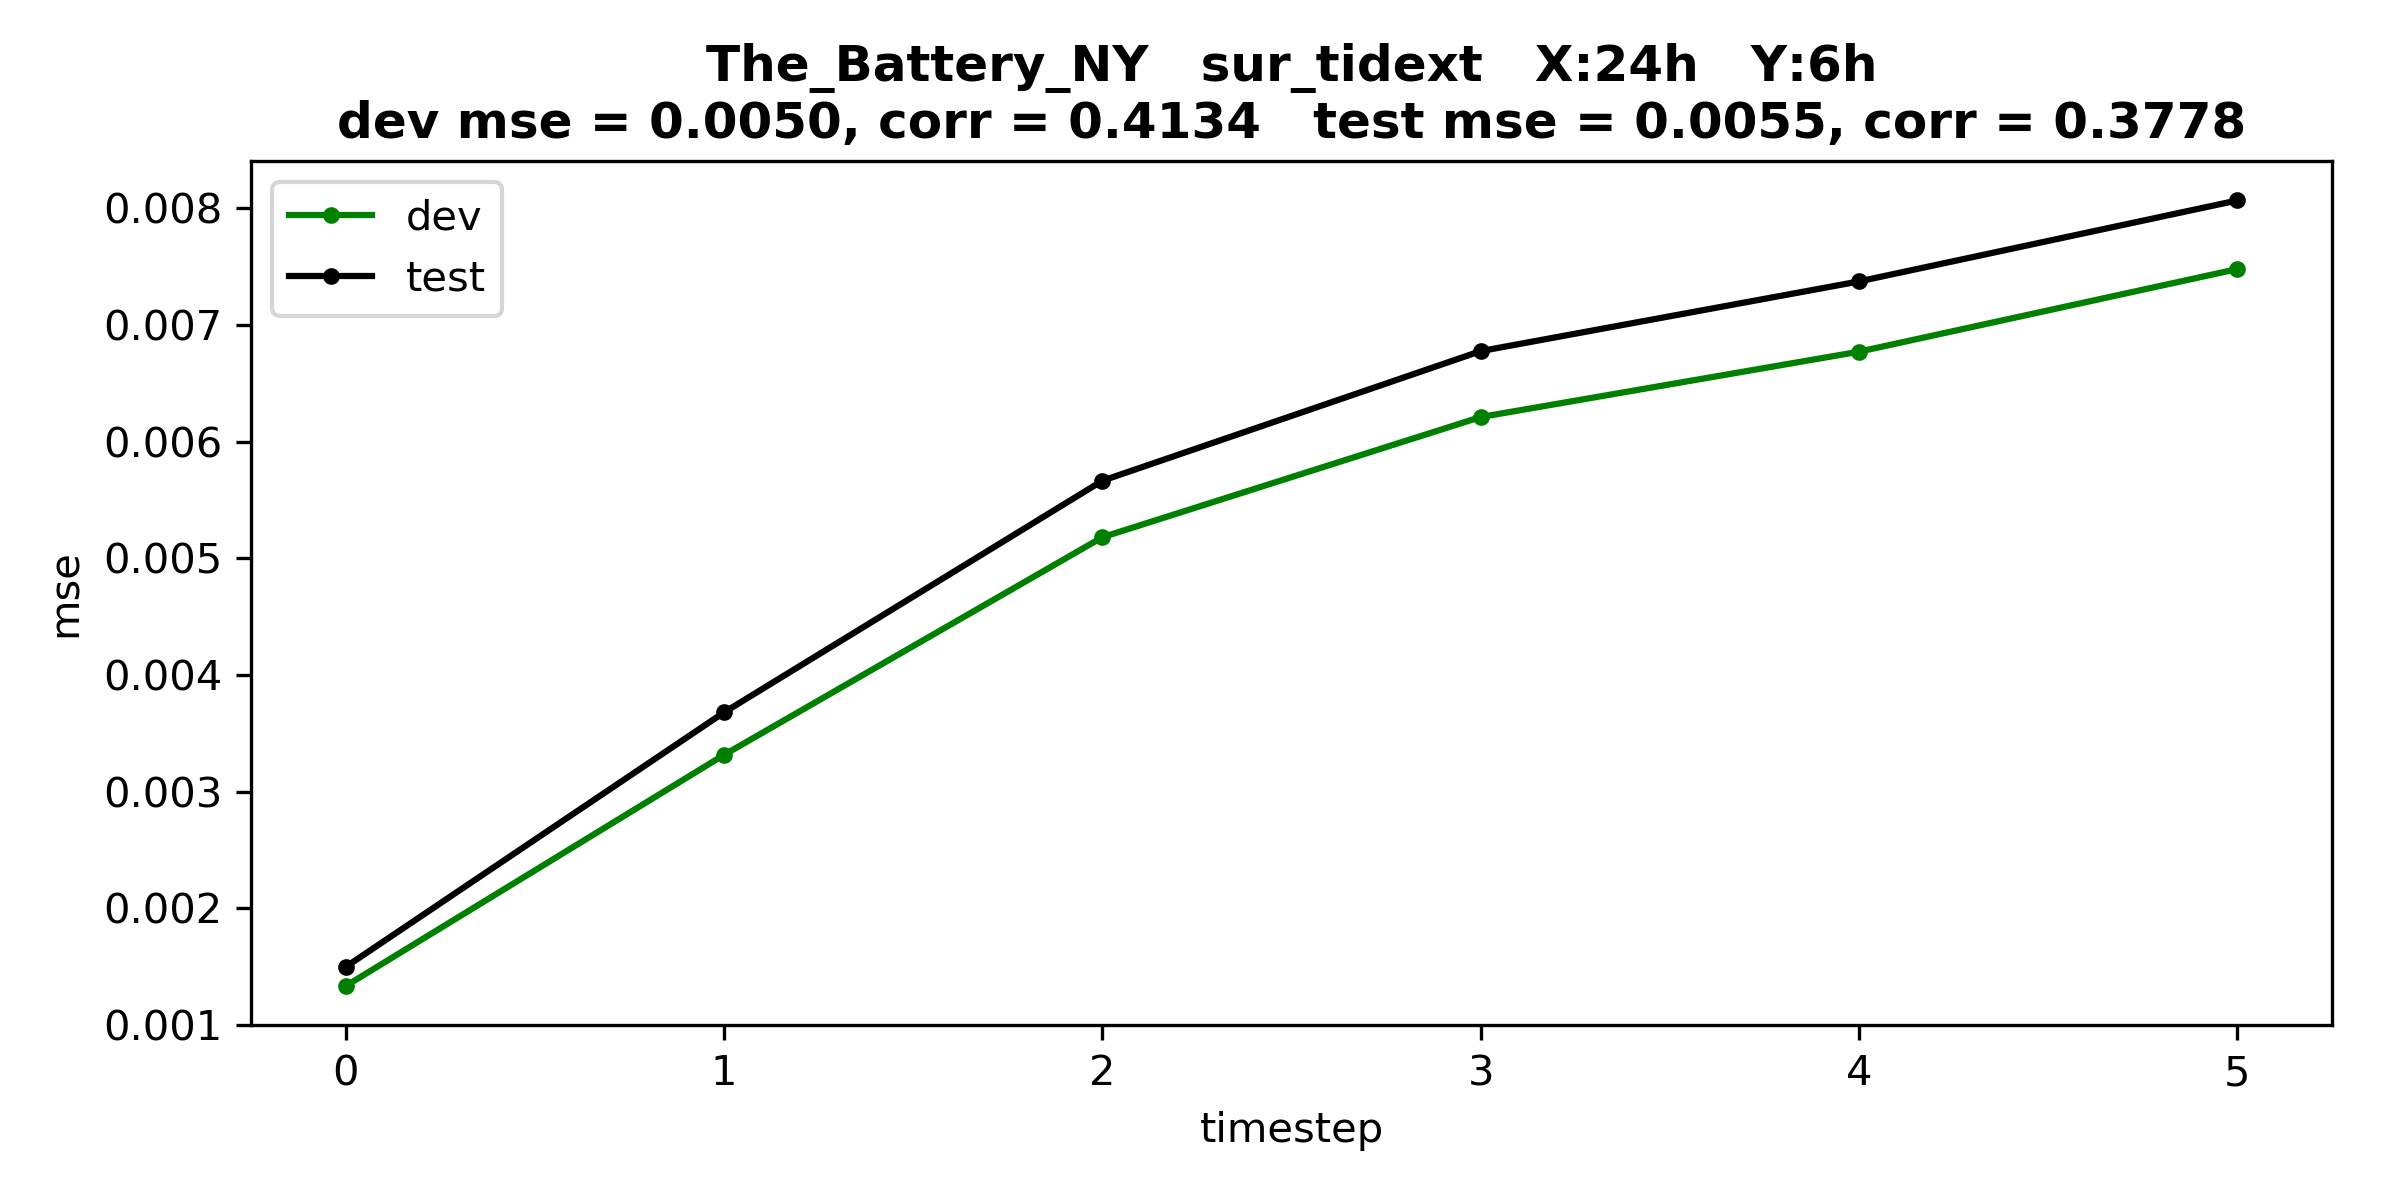 The_Battery_NY   sur_tidext   X:24h   Y:6h
dev mse = 0.0050, corr = 0.4134   test mse = 0.0055, corr = 0.3778
dev
test
0.008
0.007
0.006
0.005
0.004
0.003
0.002
0.001
mse
0 1 2 3 4 5
timestep